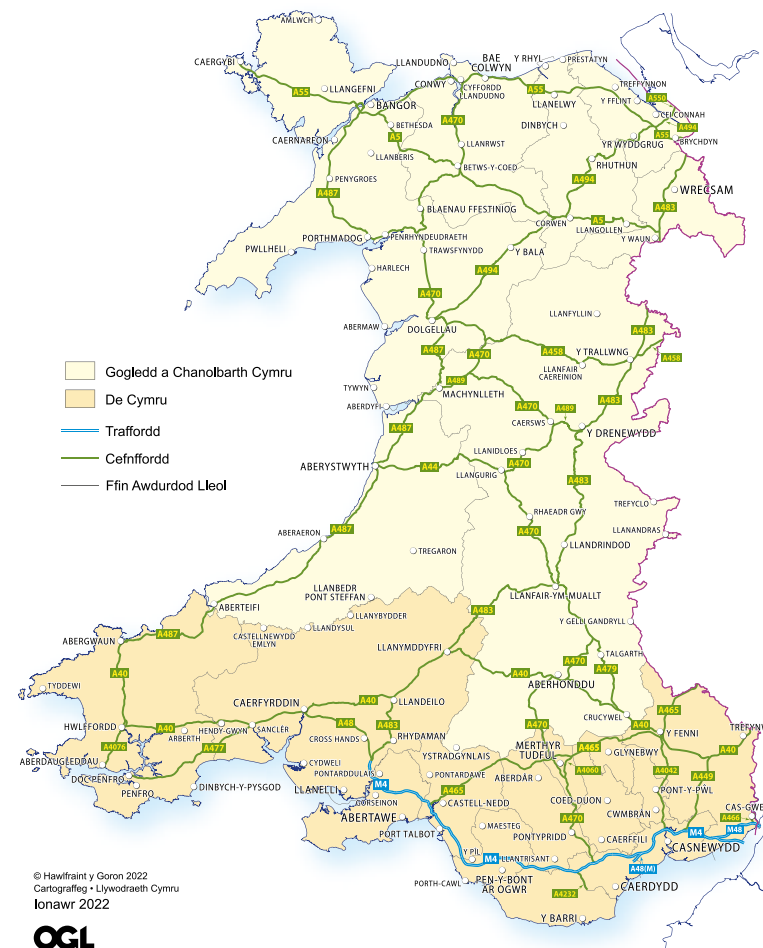 AMLWCH
CAERGYBI
LLANDUDNO
BAE
COLWYN
Y RHYL
PRESTATYN
A55
LLANGEFNI
CONWY
CYFFORDD
LLANDUDNO
A55
TREFFYNNON
BANGOR
LLANELWY
Y FFLINT
A550
A470
BETHESDA
A5
DINBYCH
CEI CONNAH
A494
CAERNARFON
A55
BRYCHDYN
LLANRWST
YR WYDDGRUG
LLANBERIS
RHUTHUN
BETWS-Y-COED
PENYGROES
A494
WRECSAM
A487
A483
BLAENAU FFESTINIOG
A5
CORWEN
LLANGOLLEN
PORTHMADOG
PENRHYNDEUDRAETH
Y WAUN
PWLLHELI
TRAWSFYNYDD
Y BALA
HARLECH
A494
A470
ABERMAW
DOLGELLAU
LLANFYLLIN
A483
A487
A470
A458
Y TRALLWNG
A458
Gogledd a Chanolbarth Cymru
LLANFAIR
CAEREINION
A489
De Cymru
TYWYN
MACHYNLLETH
A470
A483
ABERDYFI
A489
Traffordd
A487
CAERSWS
Y DRENEWYDD
Cefnffordd
LLANIDLOES
ABERYSTWYTH
A44
A470
LLANGURIG
A483
Ffin Awdurdod Lleol
TREFYCLO
RHAEADR GWY
A487
A470
LLANANDRAS
ABERAERON
LLANDRINDOD
TREGARON
LLANBEDR
PONT STEFFAN
LLANFAIR-YM-MUALLT
ABERTEIFI
A483
LLANYBYDDER
Y GELLI GANDRYLL
A487
LLANDYSUL
ABERGWAUN
CASTELLNEWYDD
EMLYN
LLANYMDDYFRI
TALGARTH
A470
A479
A40
A40
TYDDEWI
ABERHONDDU
CAERFYRDDIN
A40
LLANDEILO
A465
CRUCYWEL
HWLFFORDD
A40
HENDY-GWYN
SANCLÊR
A48
A483
A470
A40
Y FENNI
ARBERTH
CROSS HANDS
RHYDAMAN
A4076
A477
MERTHYR
TUDFUL
A465
GLYNEBWY
A40
YSTRADGYNLAIS
ABERDAUGLEDDAU
CYDWELI
A4060
A4042
DOC PENFRO
PONTARDDULAIS
PONTARDAWE
ABERDÂR
A449
PENFRO
DINBYCH-Y-PYSGOD
LLANELLI
M4
A465
PONT-Y-PŴL
GORSEINON
CASTELL-NEDD
COED-DUON
ABERTAWE
A470
CWMBRÂN
A466
MAESTEG
M48
PORT TALBOT
PONTYPRIDD
CAERFFILI
M4
CASNEWYDD
Y PÎL
M4
LLANTRISANT
A48(M)
PORTH-CAWL
PEN-Y-BONT
AR OGWR
A4232
CAERDYDD
Y BARRI
© Hawlfraint y Goron 2022
Cartograffeg • Llywodraeth Cymru
Ionawr 2022
OGL